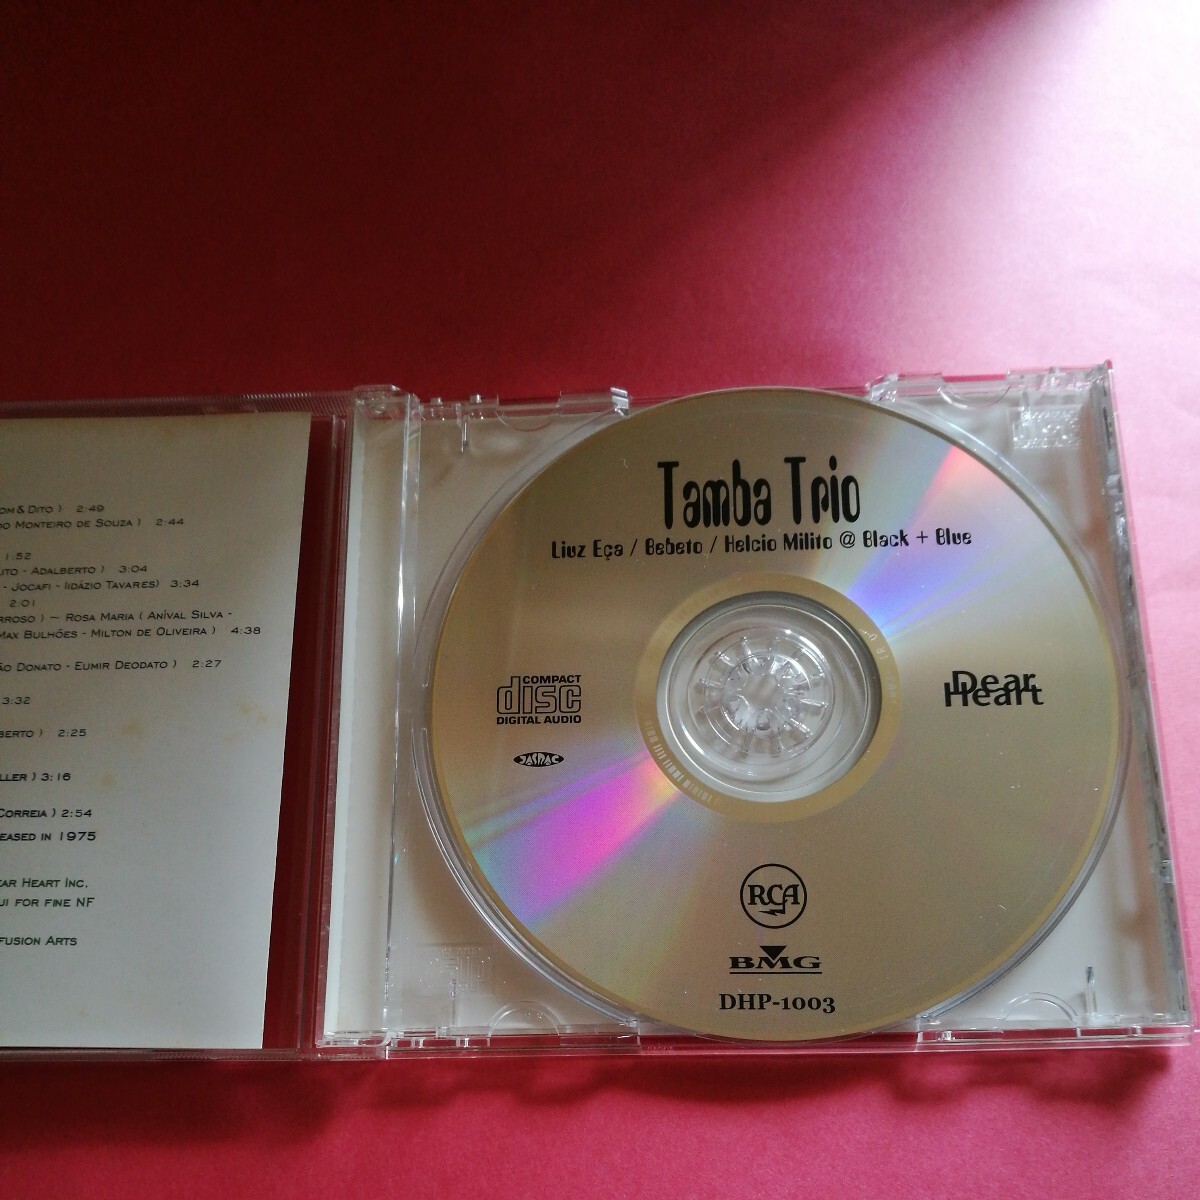 OM & DITO ) 2:49
DO MONTEIRO DE SOUZA ) 2:44
1:52
UTO - ADALBERTO ) 3:04
- JOCAFI - IIDÁZIO TAVARES) 3:34
2:01
RROSO ) ~ ROSA MARIA ( ANÍVAL SILVA -
MAX BULHÕES - MILTON DE OLIVEIRA ) 4:38
ÃO DONATO - EUMIR DEODATO ) 2:27
3:32
BERTO ) 2:25
LLER ) 3:16
CORREIA ) 2:54
EASED IN 1975
EAR HEART INC.
UI FOR FINE NF
FUSION ARTS
Tamba Trio
Liuz Eça / Bebeto / Helcio Milito @ Black + Blue
COMPACT
disc
DIGITAL AUDIO
JASRAC
Dear
Heart
RCA
BMG
DHP-1003